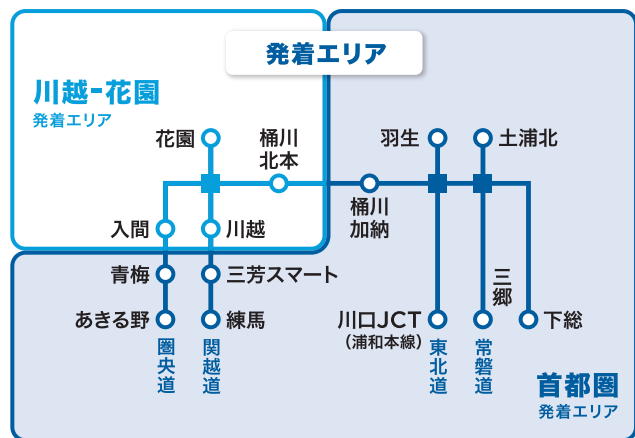 発着エリア
川越-花園
発着エリア
花園
桶川
北本
羽生
土浦北
桶川
加納
入間
川越
青梅
三芳スマート
三郷
あきる野
練馬
川口JCT
（浦和本線）
下総
圏央道
関越道
東北道
常磐道
首都圏
発着エリア